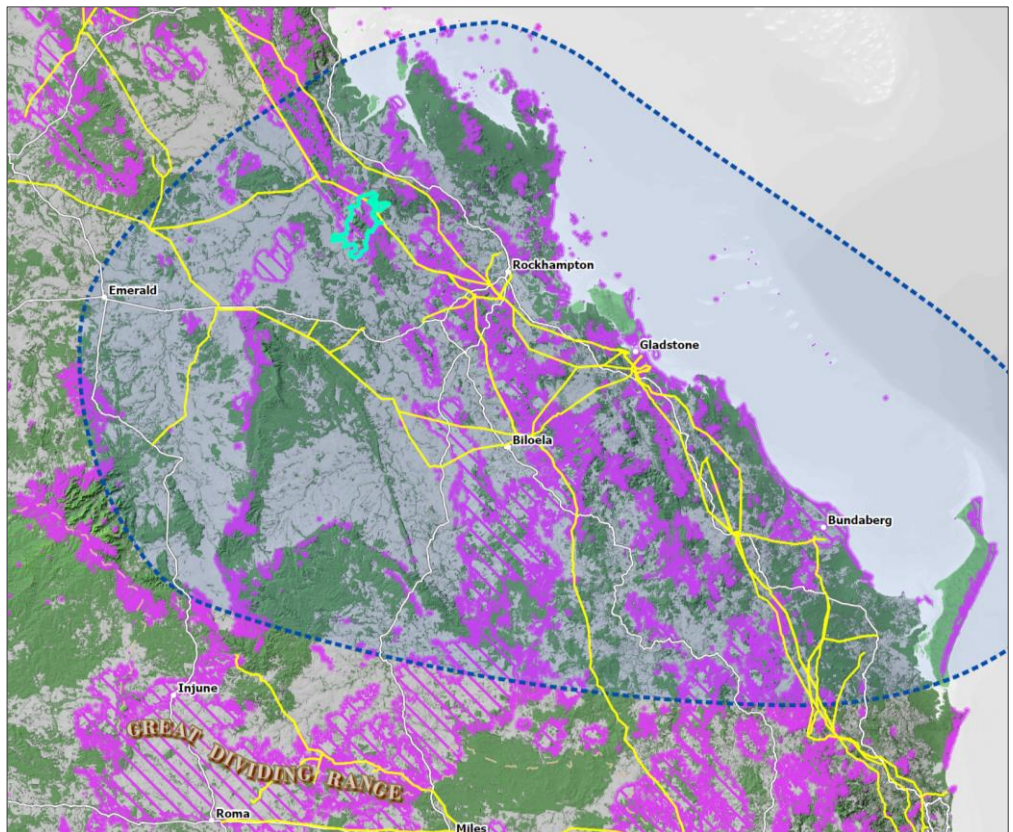 Rockhampton
Emerald
Gladstone
Biloela
Bundaberg
Injune
GREAT DIVIDING RANGE
Roma
Miles